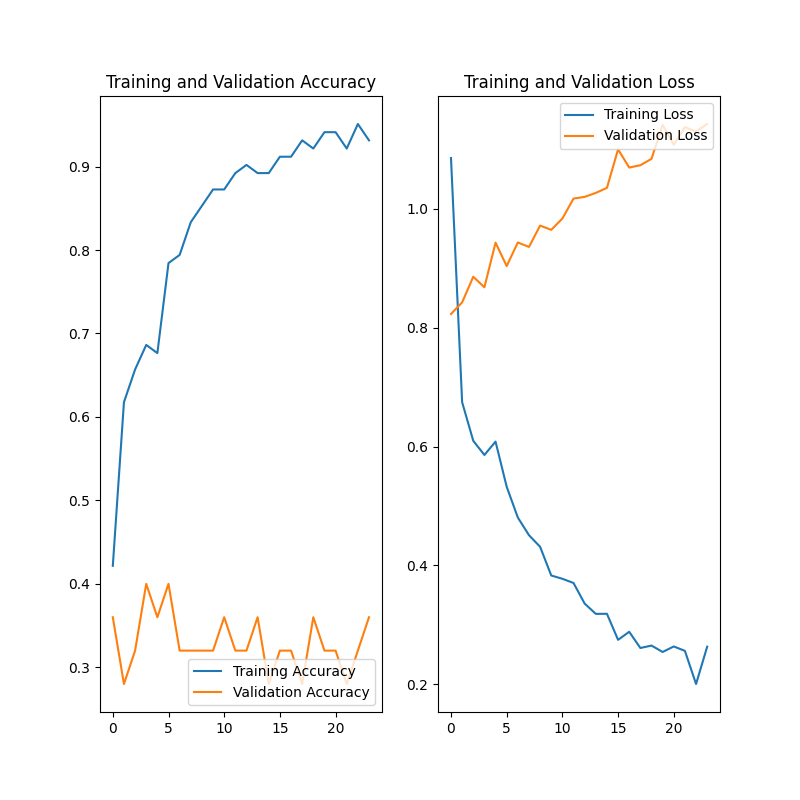 Training and Validation Accuracy
0.9
0.8
0.7
0.6
0.5
0.4
0.3
Training Accuracy
Validation Accuracy
0 5 10 15 20
Training and Validation Loss
Training Loss
Validation Loss
1.0
0.8
0.6
0.4
0.2
0 5 10 15 20